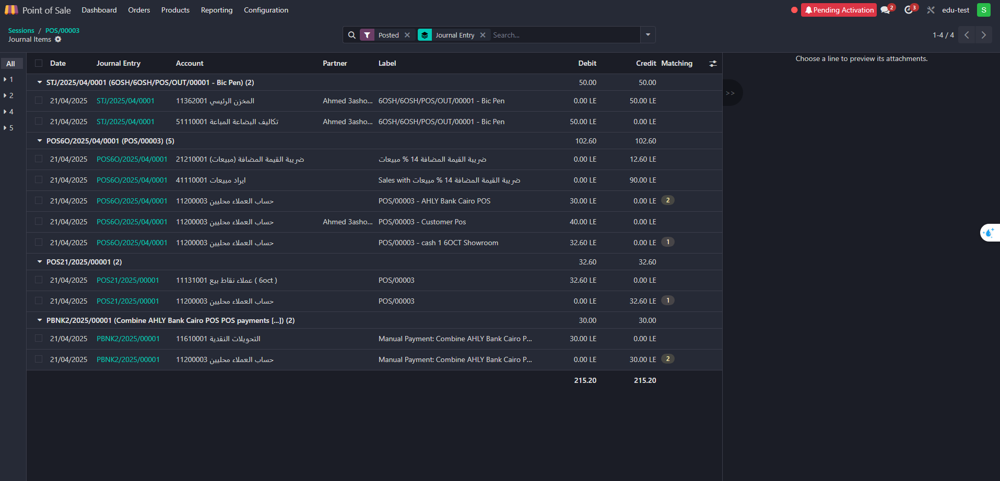 Point of Sale Dashboard Orders Products Reporting Configuration Pending Activation 2 3 edu-test S
Sessions / POS/00003
Journal Items
Posted Journal Entry Search...
1-4 / 4
All
1
2
4
5
Date Journal Entry Account Partner Label Debit Credit Matching
STJ/2025/04/0001 (6OSH/6OSH/POS/OUT/00001 - Bic Pen) (2) 50.00 50.00
21/04/2025 STJ/2025/04/0001 11362001 المخزن الرئيسي Ahmed 3asho... 6OSH/6OSH/POS/OUT/00001 - Bic Pen 0.00 LE 50.00 LE
21/04/2025 STJ/2025/04/0001 51110001 تكاليف البضاعة المباعة Ahmed 3asho... 6OSH/6OSH/POS/OUT/00001 - Bic Pen 50.00 LE 0.00 LE
POS6O/2025/04/0001 (POS/00003) (5) 102.60 102.60
21/04/2025 POS6O/2025/04/0001 21210001 ضريبة القيمة المضافة (مبيعات) ضريبة القيمة المضافة 14 % مبيعات 0.00 LE 12.60 LE
21/04/2025 POS6O/2025/04/0001 41110001 ايراد مبيعات Sales with ضريبة القيمة المضافة 14 % مبيعات 0.00 LE 90.00 LE
21/04/2025 POS6O/2025/04/0001 11200003 حساب العملاء محليين POS/00003 - AHLY Bank Cairo POS 30.00 LE 0.00 LE 2
21/04/2025 POS6O/2025/04/0001 11200003 حساب العملاء محليين Ahmed 3asho... POS/00003 - Customer Pos 40.00 LE 0.00 LE
21/04/2025 POS6O/2025/04/0001 11200003 حساب العملاء محليين POS/00003 - cash 1 6OCT Showroom 32.60 LE 0.00 LE 1
POS21/2025/00001 (2) 32.60 32.60
21/04/2025 POS21/2025/00001 11131001 عملاء نقاط بيع ( 6oct ) POS/00003 32.60 LE 0.00 LE
21/04/2025 POS21/2025/00001 11200003 حساب العملاء محليين POS/00003 0.00 LE 32.60 LE 1
PBNK2/2025/00001 (Combine AHLY Bank Cairo POS POS payments [...]) (2) 30.00 30.00
21/04/2025 PBNK2/2025/00001 11610001 التحويلات النقدية Manual Payment: Combine AHLY Bank Cairo P... 30.00 LE 0.00 LE
21/04/2025 PBNK2/2025/00001 11200003 حساب العملاء محليين Manual Payment: Combine AHLY Bank Cairo P... 0.00 LE 30.00 LE 2
215.20 215.20
Choose a line to preview its attachments.
>>